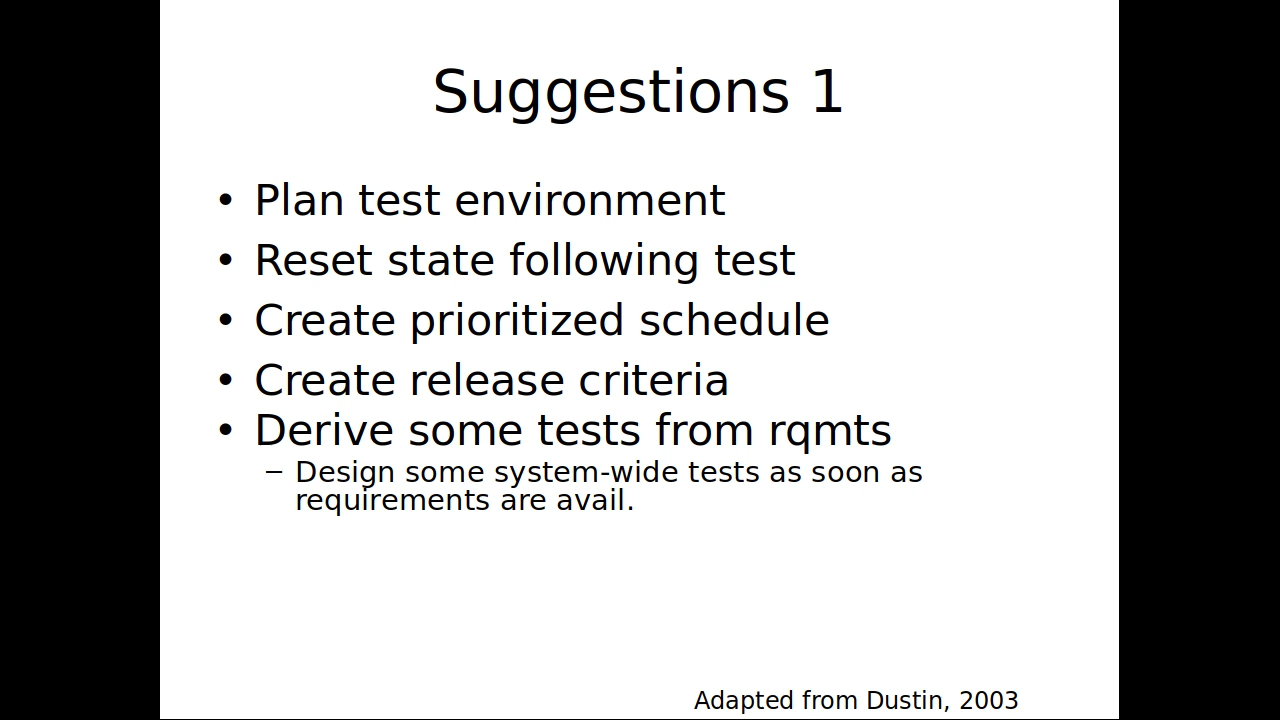 Suggestions 1
• Plan test environment
• Reset state following test
• Create prioritized schedule
• Create release criteria
• Derive some tests from rqmts
– Design some system-wide tests as soon as
requirements are avail.
Adapted from Dustin, 2003